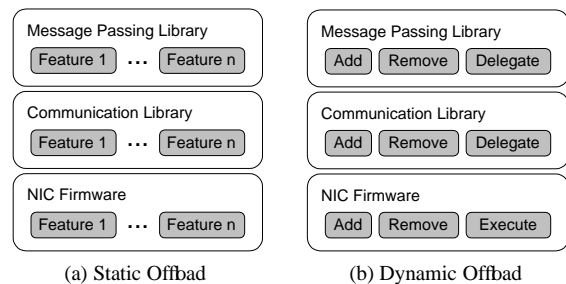 Message Passing Library
Feature 1 ... Feature n
Communication Library
Feature 1 ... Feature n
NIC Firmware
Feature 1 ... Feature n
(a) Static Offbad
Message Passing Library
Add Remove Delegate
Communication Library
Add Remove Delegate
NIC Firmware
Add Remove Execute
(b) Dynamic Offbad